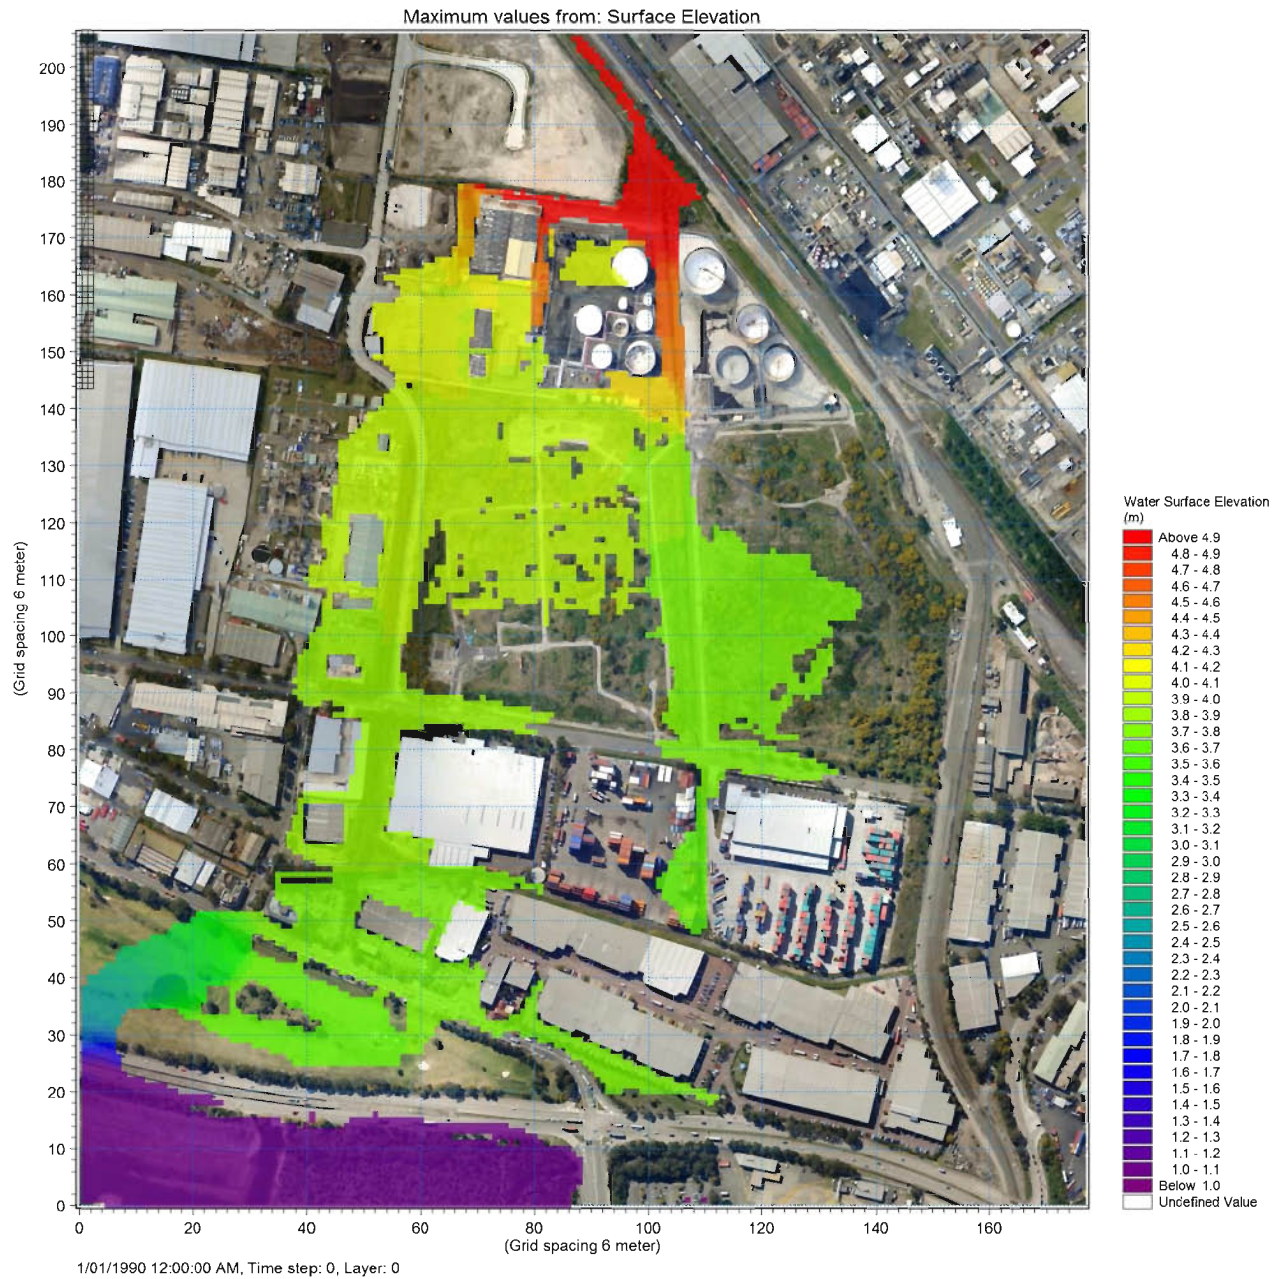 Maximum values from: Surface Elevation
200
190
180
170
160
150
140
130
120
110
100
90
80
70
60
50
40
30
20
10
0
(Grid spacing 6 meter)
0 20 40 60 80 100 120 140 160
(Grid spacing 6 meter)
1/01/1990 12:00:00 AM, Time step: 0, Layer: 0
Water Surface Elevation
(m)
Above 4.9
4.8 - 4.9
4.7 - 4.8
4.6 - 4.7
4.5 - 4.6
4.4 - 4.5
4.3 - 4.4
4.2 - 4.3
4.1 - 4.2
4.0 - 4.1
3.9 - 4.0
3.8 - 3.9
3.7 - 3.8
3.6 - 3.7
3.5 - 3.6
3.4 - 3.5
3.3 - 3.4
3.2 - 3.3
3.1 - 3.2
3.0 - 3.1
2.9 - 3.0
2.8 - 2.9
2.7 - 2.8
2.6 - 2.7
2.5 - 2.6
2.4 - 2.5
2.3 - 2.4
2.2 - 2.3
2.1 - 2.2
2.0 - 2.1
1.9 - 2.0
1.8 - 1.9
1.7 - 1.8
1.6 - 1.7
1.5 - 1.6
1.4 - 1.5
1.3 - 1.4
1.2 - 1.3
1.1 - 1.2
1.0 - 1.1
Below 1.0
Undefined Value